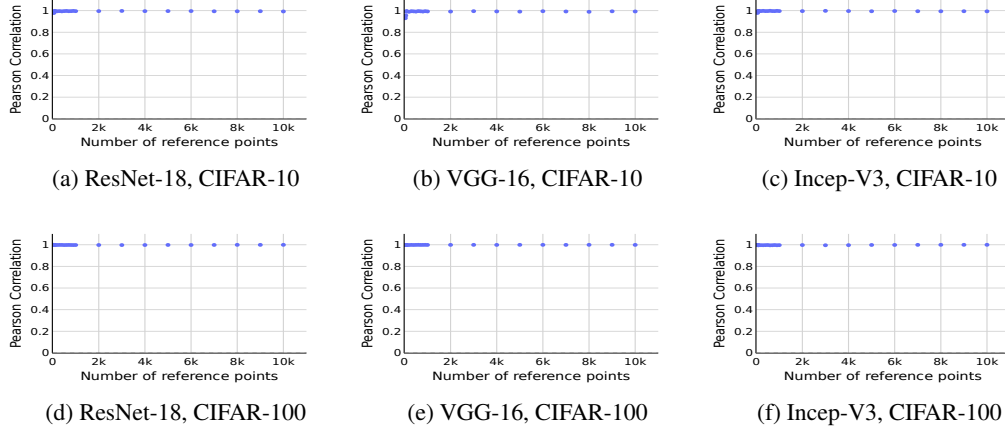 Pearson Correlation
1
0.8
0.6
0.4
0.2
0
0 2k 4k 6k 8k 10k
Number of reference points
(a) ResNet-18, CIFAR-10
Pearson Correlation
1
0.8
0.6
0.4
0.2
0
0 2k 4k 6k 8k 10k
Number of reference points
(b) VGG-16, CIFAR-10
Pearson Correlation
1
0.8
0.6
0.4
0.2
0
0 2k 4k 6k 8k 10k
Number of reference points
(c) Incep-V3, CIFAR-10
Pearson Correlation
1
0.8
0.6
0.4
0.2
0
0 2k 4k 6k 8k 10k
Number of reference points
(d) ResNet-18, CIFAR-100
Pearson Correlation
1
0.8
0.6
0.4
0.2
0
0 2k 4k 6k 8k 10k
Number of reference points
(e) VGG-16, CIFAR-100
Pearson Correlation
1
0.8
0.6
0.4
0.2
0
0 2k 4k 6k 8k 10k
Number of reference points
(f) Incep-V3, CIFAR-100